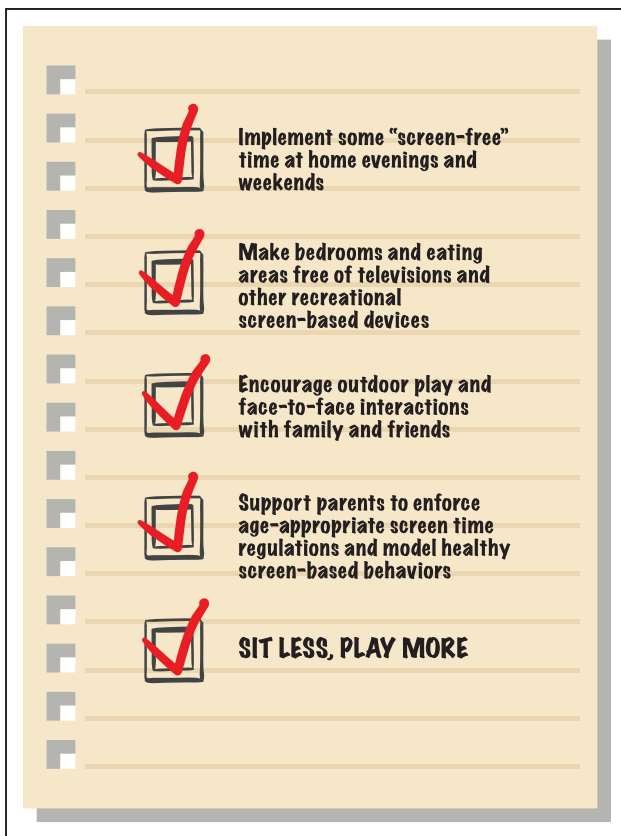 Implement some “screen-free”
time at home evenings and
weekends
Make bedrooms and eating
areas free of televisions and
other recreational
screen-based devices
Encourage outdoor play and
face-to-face interactions
with family and friends
Support parents to enforce
age-appropriate screen time
regulations and model healthy
screen-based behaviors
SIT LESS, PLAY MORE